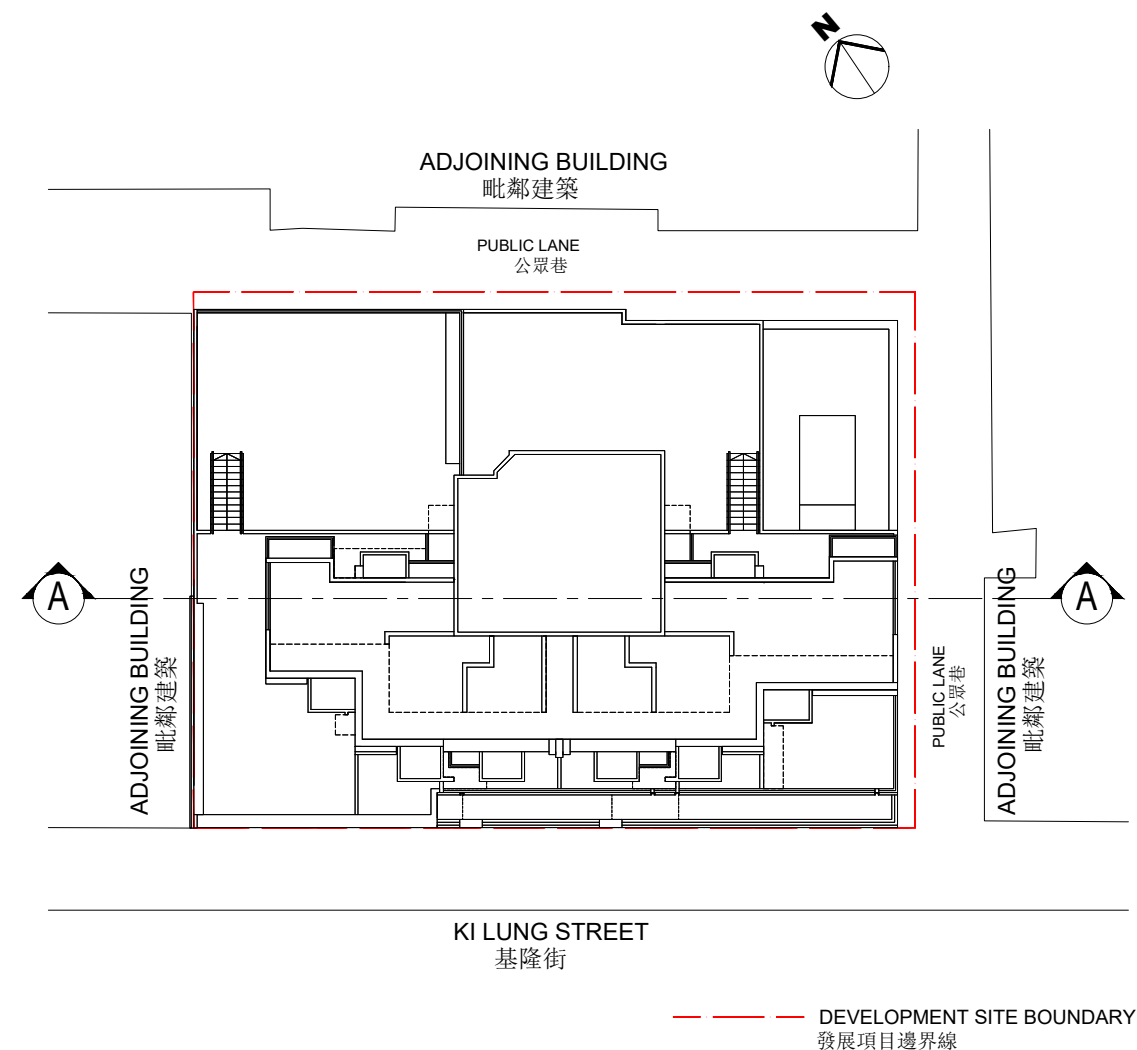 N
ADJOINING BUILDING
毗鄰建築
PUBLIC LANE
公眾巷
A
ADJOINING BUILDING
毗鄰建築
PUBLIC LANE
公眾巷
ADJOINING BUILDING
毗鄰建築
A
KI LUNG STREET
基隆街
DEVELOPMENT SITE BOUNDARY
發展項目邊界線